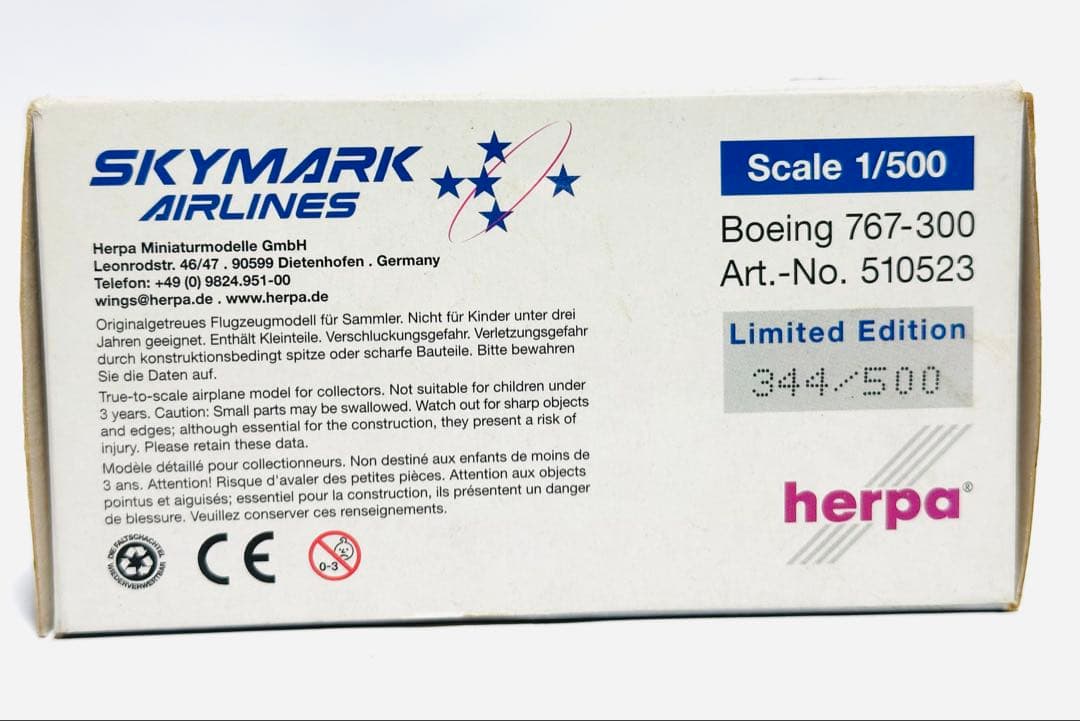 SKYMARK
AIRLINES
Herpa Miniaturmodelle GmbH
Leonrodstr. 46/47 . 90599 Dietenhofen . Germany
Telefon: +49 (0) 9824.951-00
wings@herpa.de . www.herpa.de
Originalgetreues Flugzeugmodell für Sammler. Nicht für Kinder unter drei
Jahren geeignet. Enthält Kleinteile. Verschluckungsgefahr. Verletzungsgefahr
durch konstruktionsbedingt spitze oder scharfe Bauteile. Bitte bewahren
Sie die Daten auf.
True-to-scale airplane model for collectors. Not suitable for children under
3 years. Caution: Small parts may be swallowed. Watch out for sharp objects
and edges; although essential for the construction, they present a risk of
injury. Please retain these data.
Modèle détaillé pour collectionneurs. Non destiné aux enfants de moins de
3 ans. Attention! Risque d'avaler des petites pièces. Attention aux objects
pointus et aiguisés; essentiel pour la construction, ils présentent un danger
de blessure. Veuillez conserver ces renseignements.
DIE FALTSCHACHTEL
WIEDERVERWERTBAR
CE
0-3
Scale 1/500
Boeing 767-300
Art.-No. 510523
Limited Edition
344/500
herpa®